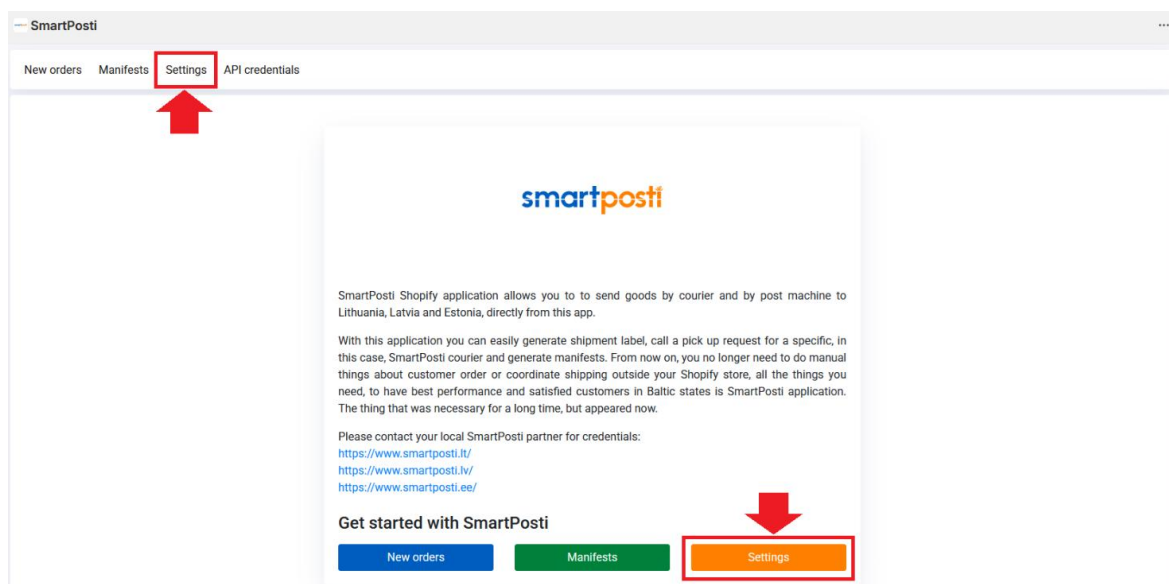 SmartPosti
New orders Manifests Settings API credentials
smartposti
SmartPosti Shopify application allows you to to send goods by courier and by post machine to
Lithuania, Latvia and Estonia, directly from this app.
With this application you can easily generate shipment label, call a pick up request for a specific, in
this case, SmartPosti courier and generate manifests. From now on, you no longer need to do manual
things about customer order or coordinate shipping outside your Shopify store, all the things you
need, to have best performance and satisfied customers in Baltic states is SmartPosti application.
The thing that was necessary for a long time, but appeared now.
Please contact your local SmartPosti partner for credentials:
https://www.smartposti.lt/
https://www.smartposti.lv/
https://www.smartposti.ee/
Get started with SmartPosti
New orders Manifests Settings